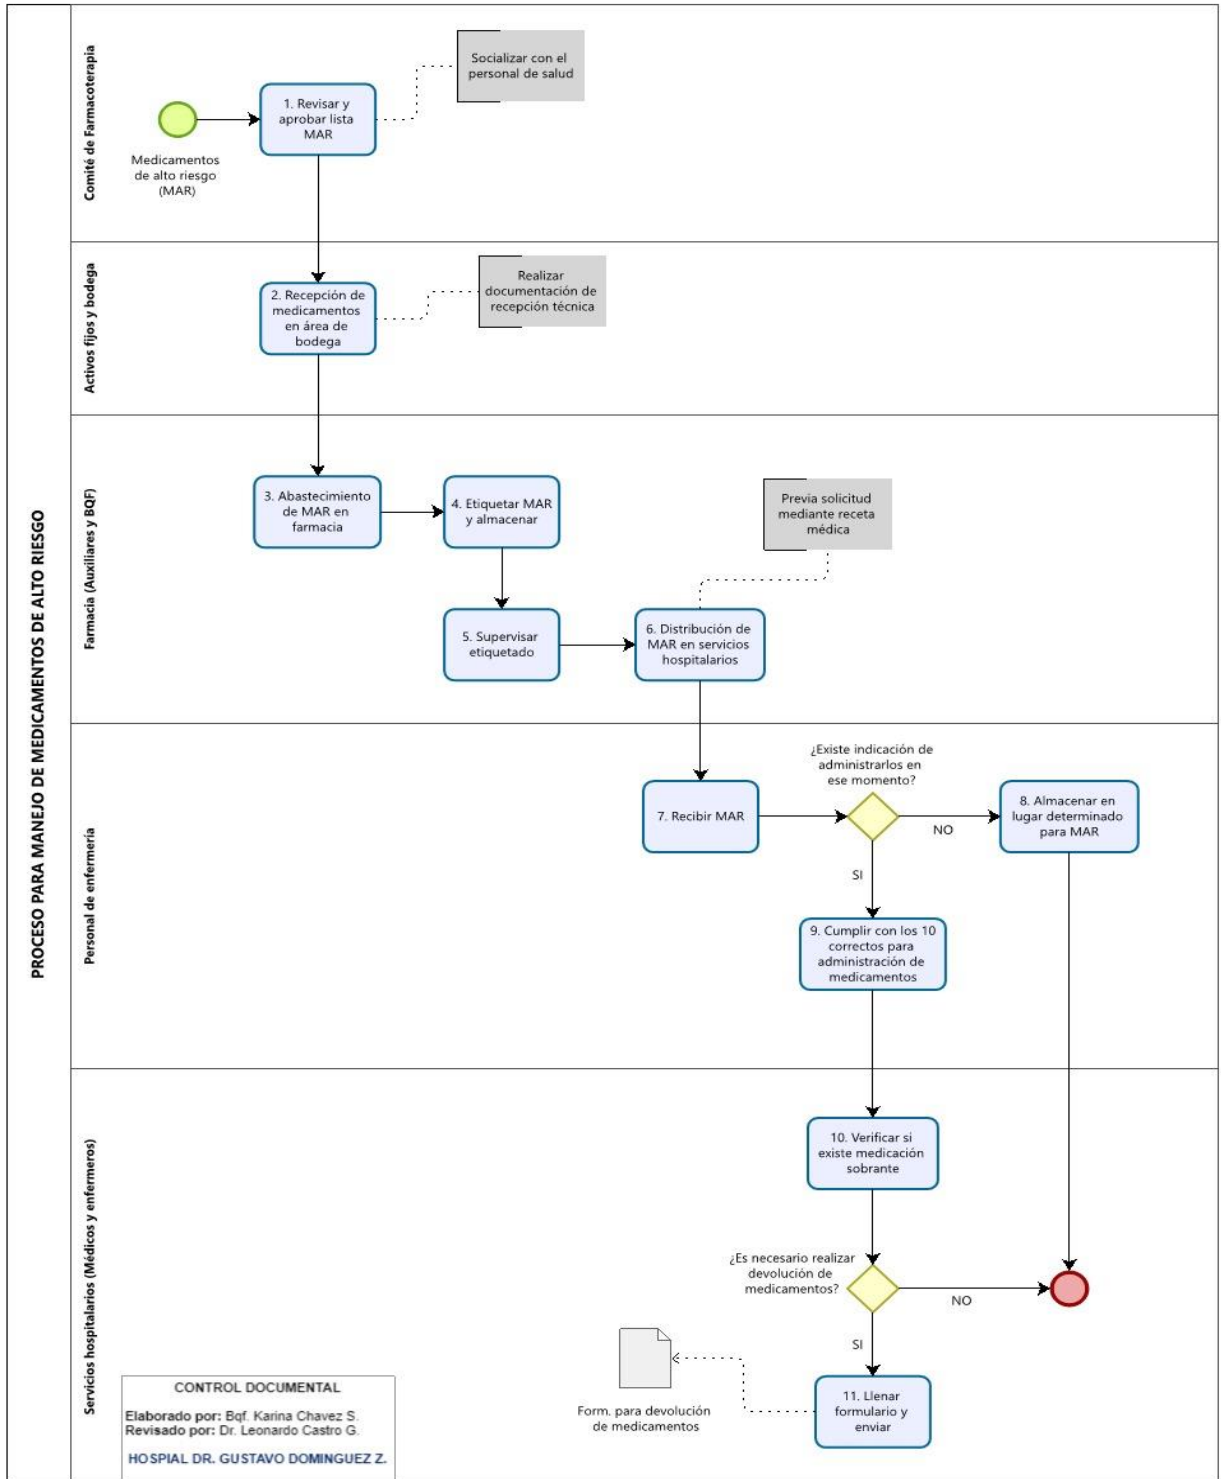 PROCESO PARA MANEJO DE MEDICAMENTOS DE ALTO RIESGO
Comité de Farmacoterapia
Medicamentos
de alto riesgo
(MAR)
1. Revisar y
aprobar lista
MAR
Socializar con el
personal de salud
Activos fijos y bodega
2. Recepción de
medicamentos
en área de
bodega
Realizar
documentación de
recepción técnica
Farmacia (Auxiliares y BQF)
3. Abastecimiento
de MAR en
farmacia
4. Etiquetar MAR
y almacenar
5. Supervisar
etiquetado
6. Distribución de
MAR en servicios
hospitalarios
Previa solicitud
mediante receta
médica
Personal de enfermería
7. Recibir MAR
¿Existe indicación de
administrarlos en
ese momento?
NO
8. Almacenar en
lugar determinado
para MAR
SI
9. Cumplir con los 10
correctos para
administración de
medicamentos
Servicios hospitalarios (Médicos y enfermeros)
10. Verificar si
existe medicación
sobrante
¿Es necesario realizar
devolución de
medicamentos?
NO
SI
11. Llenar
formulario y
enviar
Form. para devolución
de medicamentos
CONTROL DOCUMENTAL
Elaborado por: Bqf. Karina Chavez S.
Revisado por: Dr. Leonardo Castro G.
HOSPIAL DR. GUSTAVO DOMINGUEZ Z.